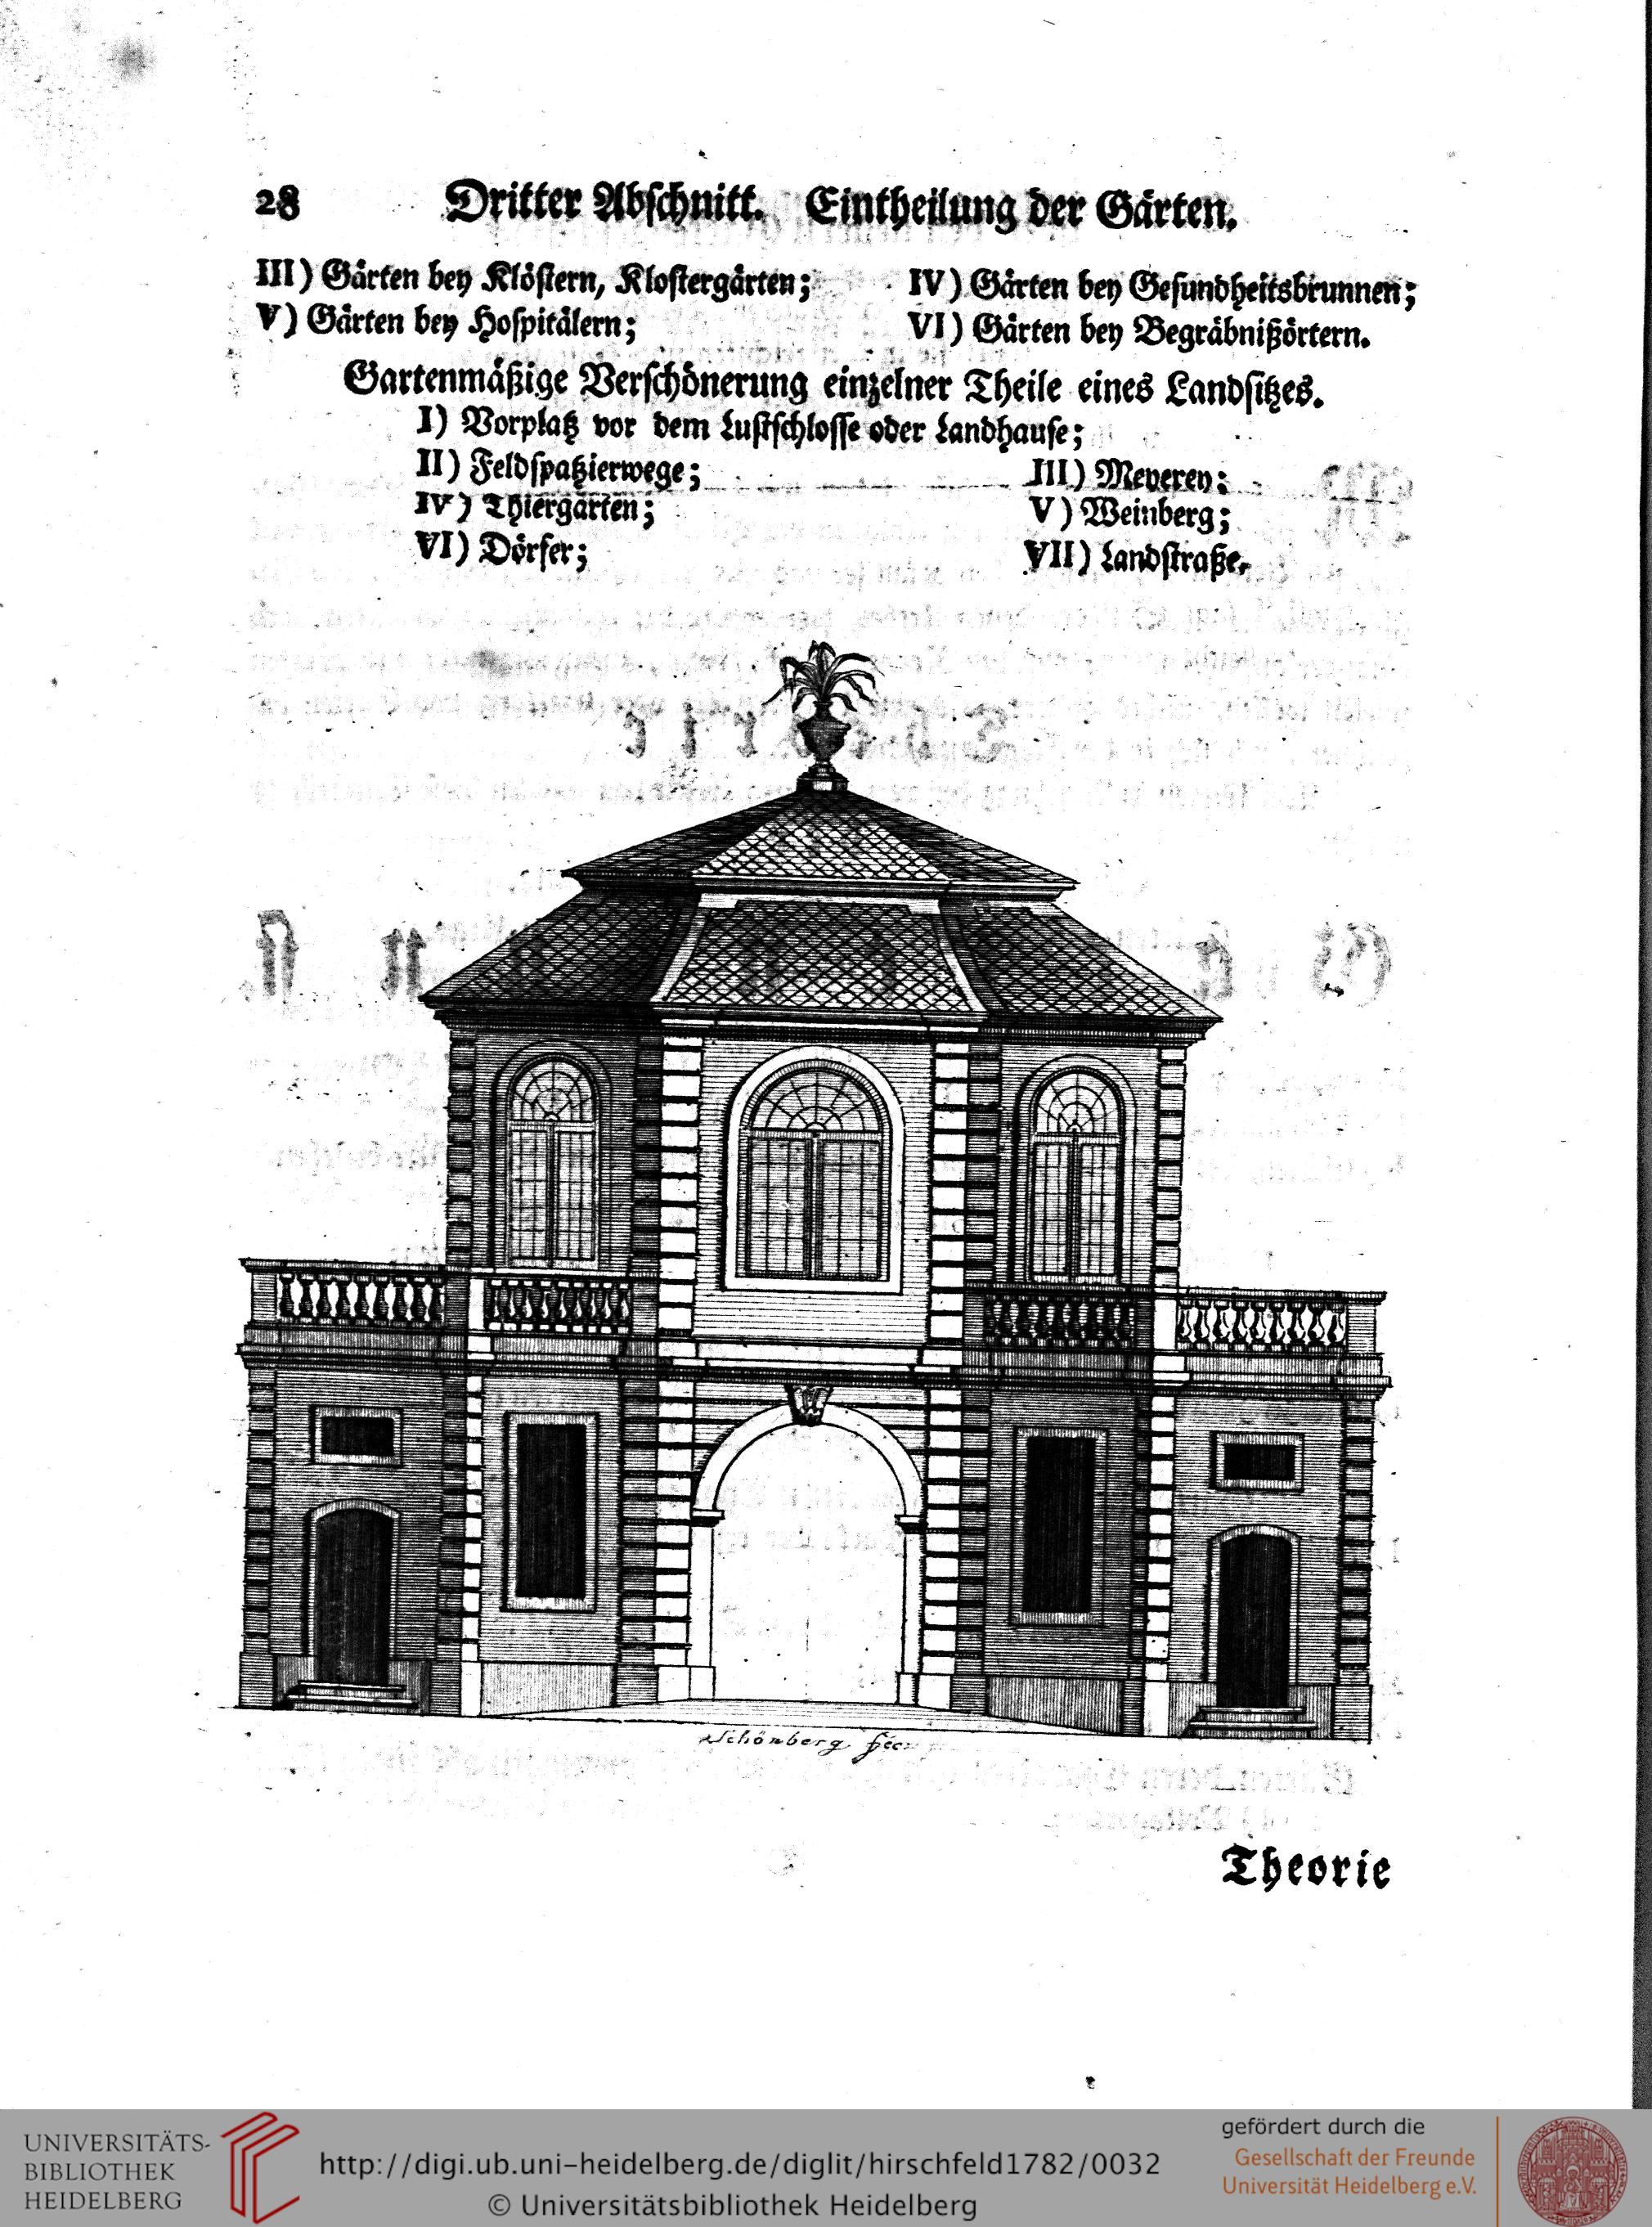 28 Dritter Abschnitt. Eintheilung der Gärten.
III) Gärten bey Klöstern, Klostergärten; IV) Gärten bey Gesundheitsbrunnen;
V) Gärten bey Hospitälern; VI) Gärten bey Begräbnißörtern.
Gartenmäßige Verschönerung einzelner Theile eines Landsitzes.
I) Vorplatz vor dem Lustschlosse oder Landhause;
II) Feldspatzierwege; III) Meyerey;
IV) Thiergärten; V) Weinberg;
VI) Dörfer; VII) Landstraße.
Schönberg fec.
Theorie
UNIVERSITÄTS-
BIBLIOTHEK
HEIDELBERG
http://digi.ub.uni-heidelberg.de/diglit/hirschfeld1782/0032
© Universitätsbibliothek Heidelberg
gefördert durch die
Gesellschaft der Freunde
Universität Heidelberg e.V.